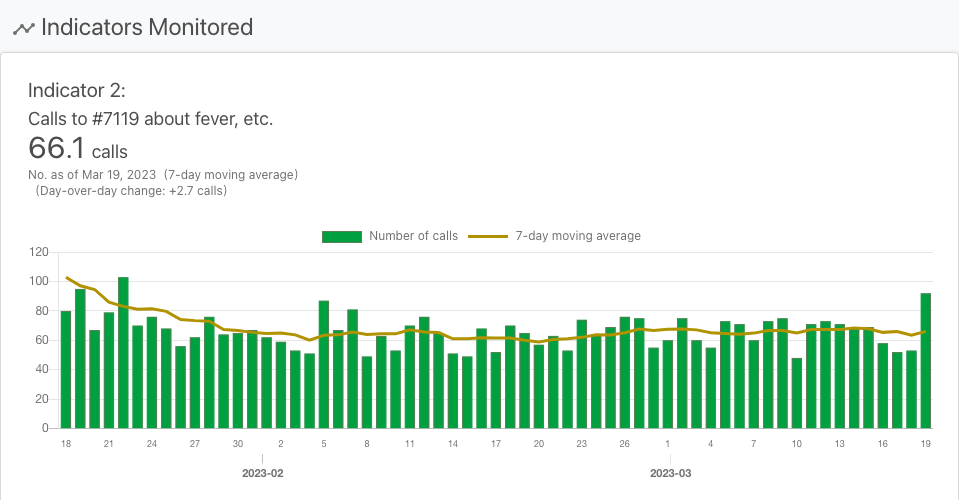 Indicators Monitored
Indicator 2:
Calls to #7119 about fever, etc.
66.1 calls
No. as of Mar 19, 2023 (7-day moving average)
(Day-over-day change: +2.7 calls)
Number of calls 7-day moving average
120
100
80
60
40
20
0
18 21 24 27 30 2 5 8 11 14 17 20 23 26 1 4 7 10 13 16 19
2023-02 2023-03